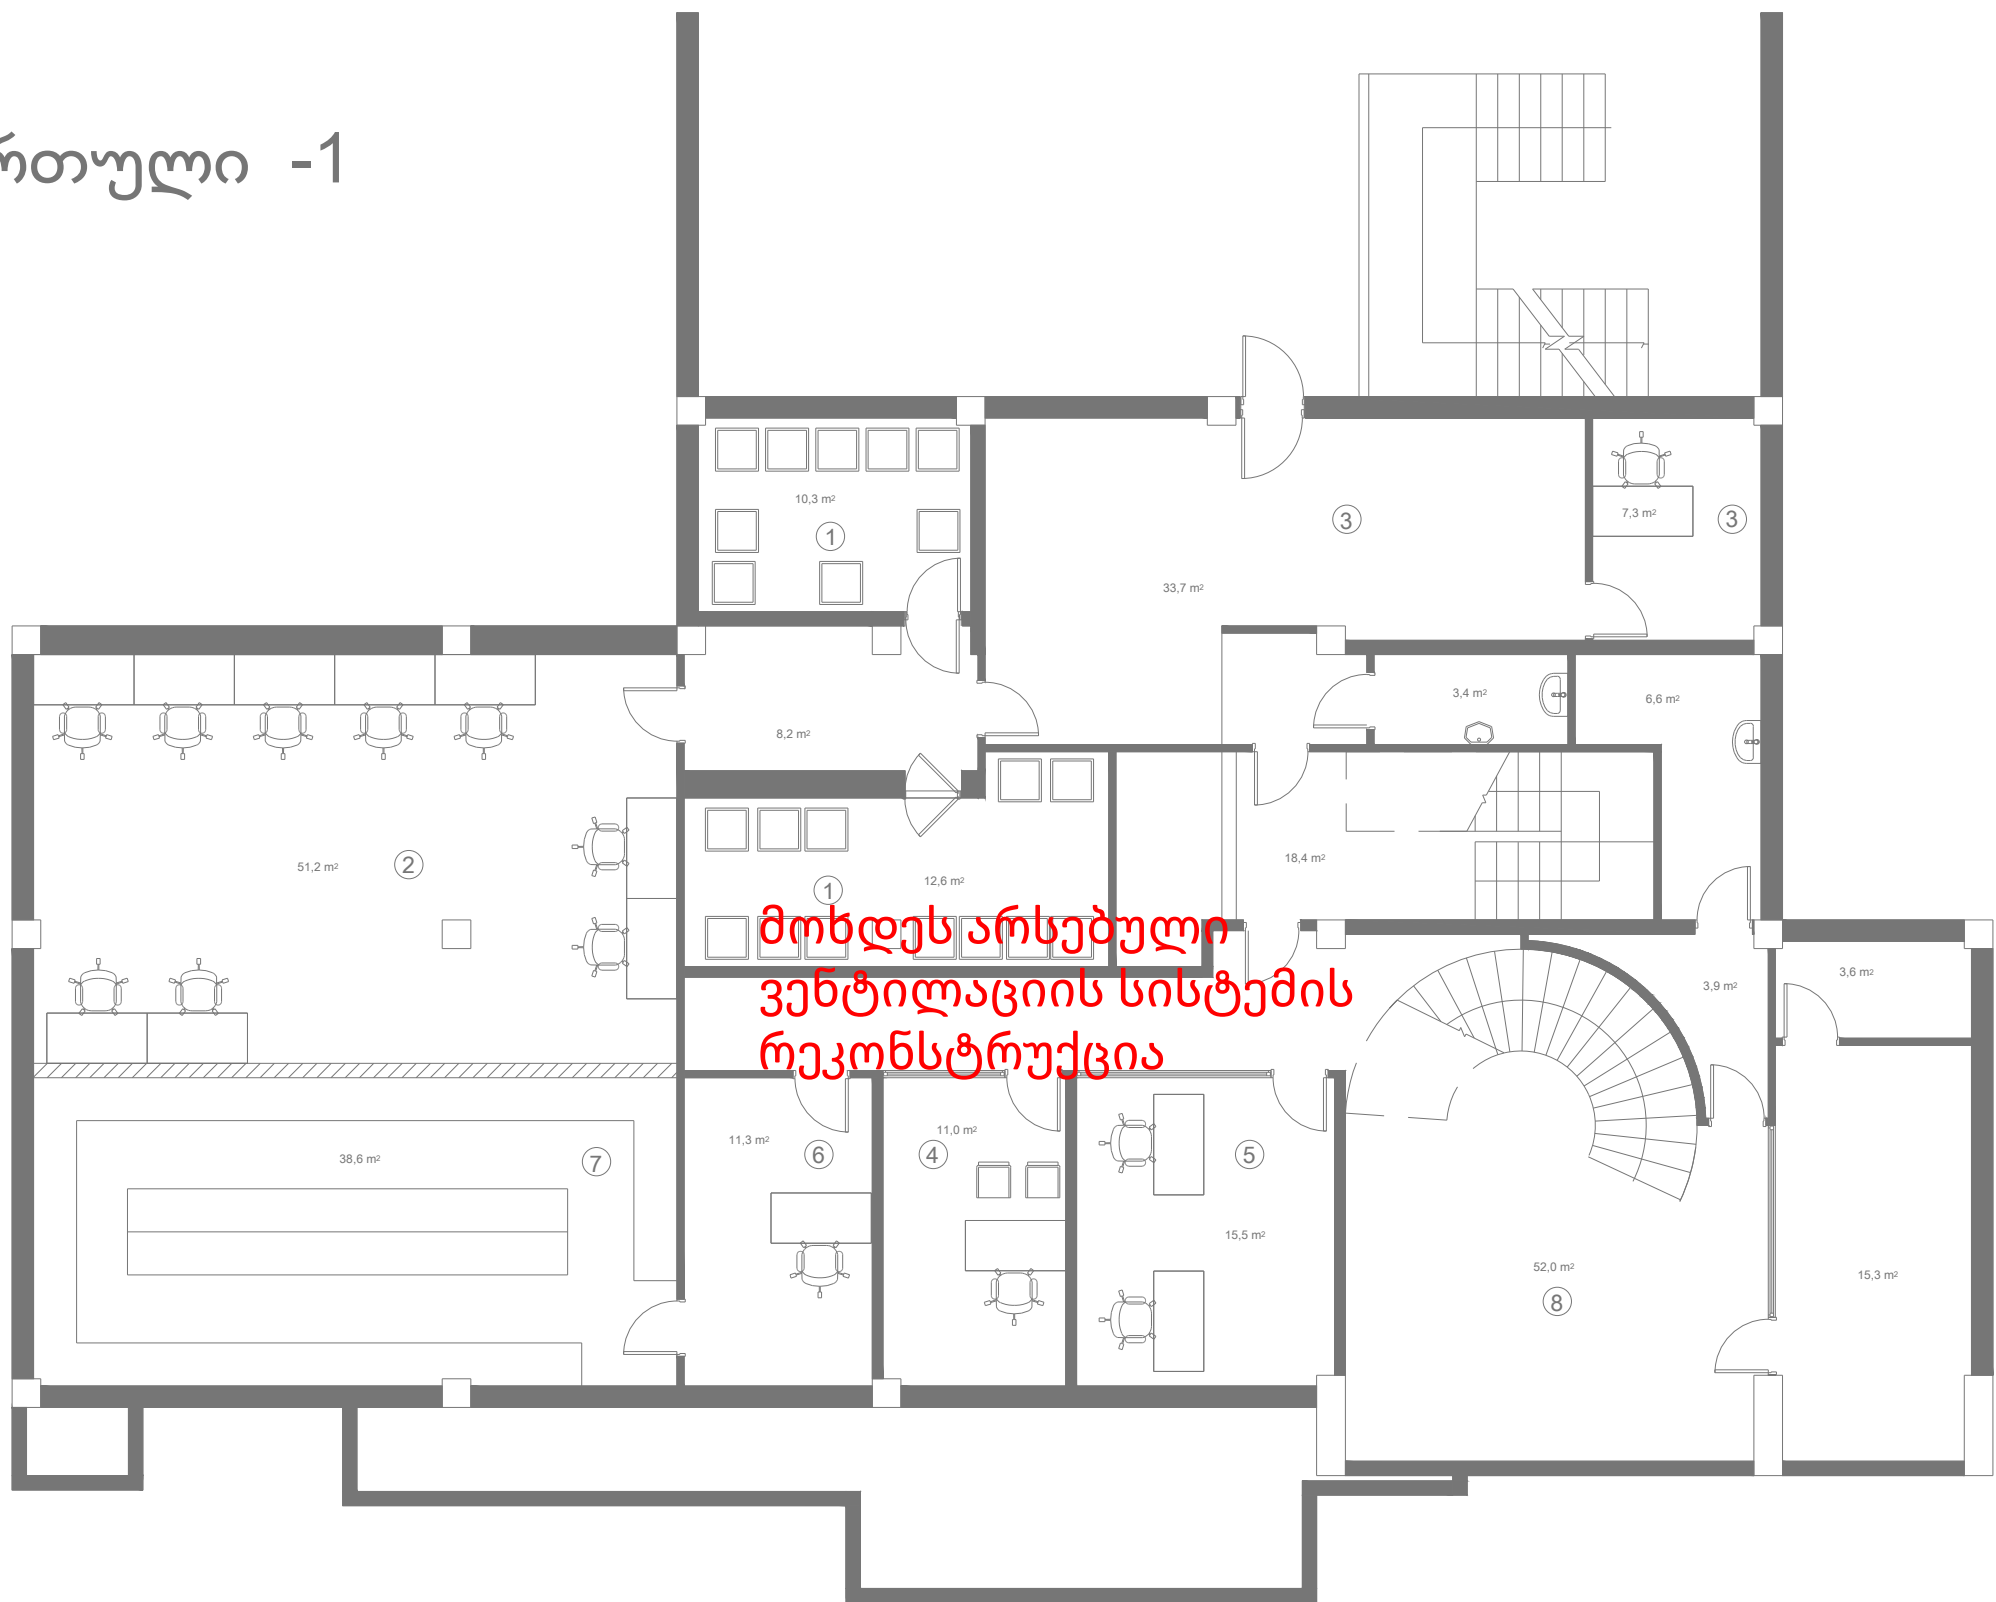 რთული -1
10,3 m²
1
3
7,3 m²
3
33,7 m²
3,4 m²
6,6 m²
8,2 m²
51,2 m²
2
18,4 m²
12,6 m²
1
მოხდეს არსებული
ვენტილაციის სისტემის
რეკონსტრუქცია
3,6 m²
3,9 m²
11,3 m²
6
11,0 m²
4
5
38,6 m²
7
15,5 m²
52,0 m²
8
15,3 m²